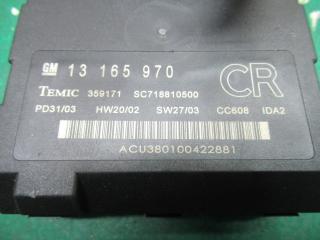 GM 13 165 970 CR
TEMIC 359171 SC718810500
PD31/03 HW20/02 SW27/03 CC608 IDA2
ACU380100422881